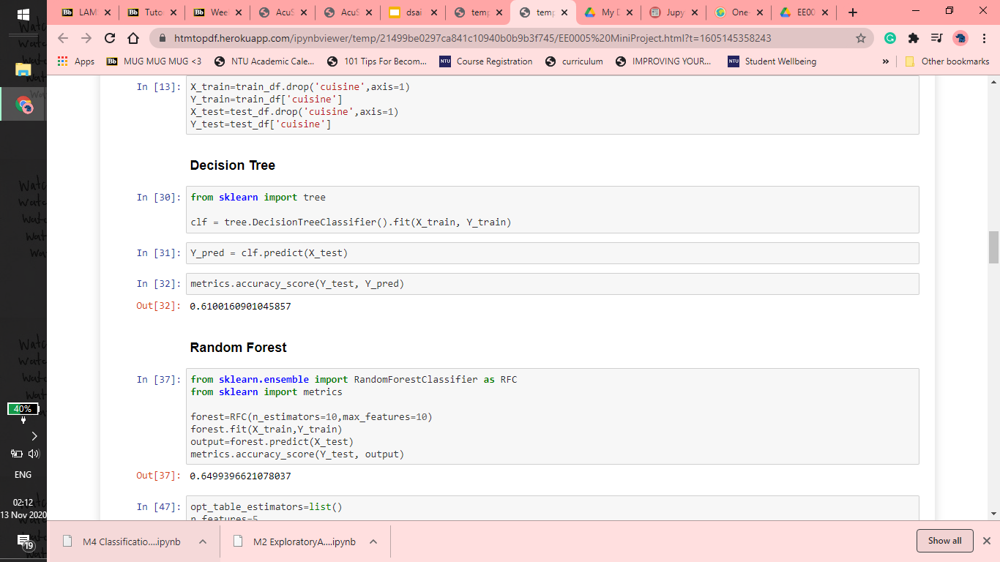 LAM
Tuto
Wee
AcuS
AcuS
dsai
temp
temp
My D
Jupy
One-
EE00
htmtopdf.herokuapp.com/ipynbviewer/temp/21499be0297ca841c10940b0b9b3f745/EE0005%20MiniProject.html?t=1605145358243
Apps
Bb MUG MUG MUG <3
NTU Academic Cale...
101 Tips For Becom...
NTU Course Registration
curriculum
IMPROVING YOUR...
NTU Student Wellbeing
»
Other bookmarks
In [13]: X_train=train_df.drop('cuisine',axis=1)
Y_train=train_df['cuisine']
X_test=test_df.drop('cuisine',axis=1)
Y_test=test_df['cuisine']
Decision Tree
In [30]: from sklearn import tree
clf = tree.DecisionTreeClassifier().fit(X_train, Y_train)
In [31]: Y_pred = clf.predict(X_test)
In [32]: metrics.accuracy_score(Y_test, Y_pred)
Out[32]: 0.6100160901045857
Random Forest
In [37]: from sklearn.ensemble import RandomForestClassifier as RFC
from sklearn import metrics
forest=RFC(n_estimators=10,max_features=10)
forest.fit(X_train,Y_train)
output=forest.predict(X_test)
metrics.accuracy_score(Y_test, output)
Out[37]: 0.6499396621078037
In [47]: opt_table_estimators=list()
n_features=5
40%
ENG
02:12
13 Nov 2020
19
M4 Classificatio....ipynb
M2 ExploratoryA....ipynb
Show all